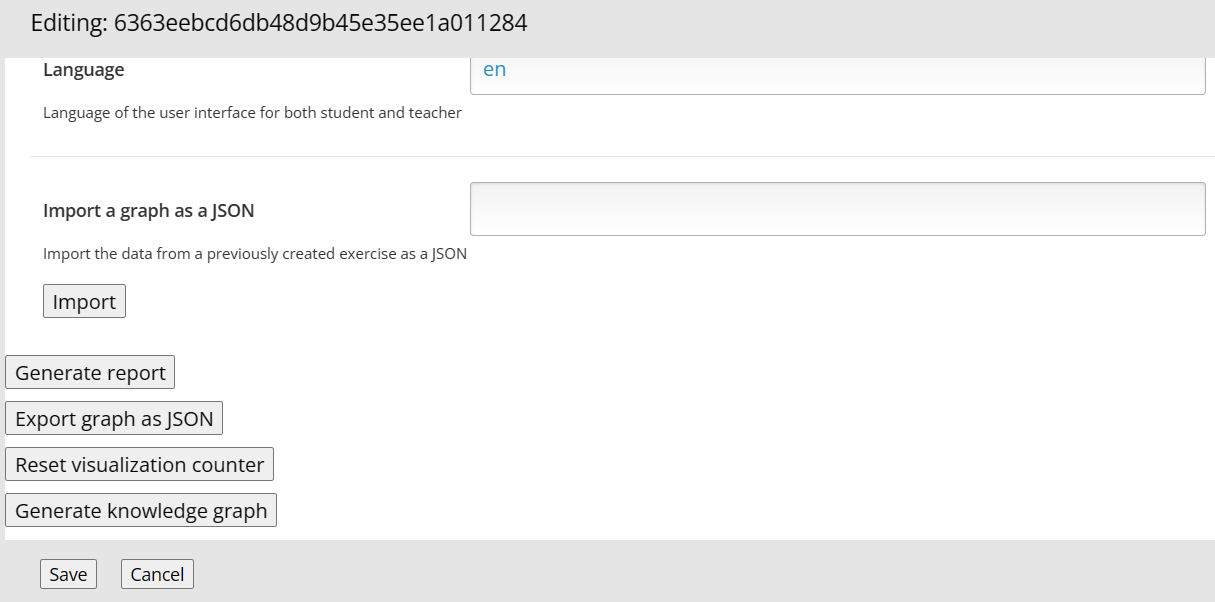 Editing: 6363eebcd6db48d9b45e35ee1a011284
Language
en
Language of the user interface for both student and teacher
Import a graph as a JSON
Import the data from a previously created exercise as a JSON
Import
Generate report
Export graph as JSON
Reset visualization counter
Generate knowledge graph
Save Cancel